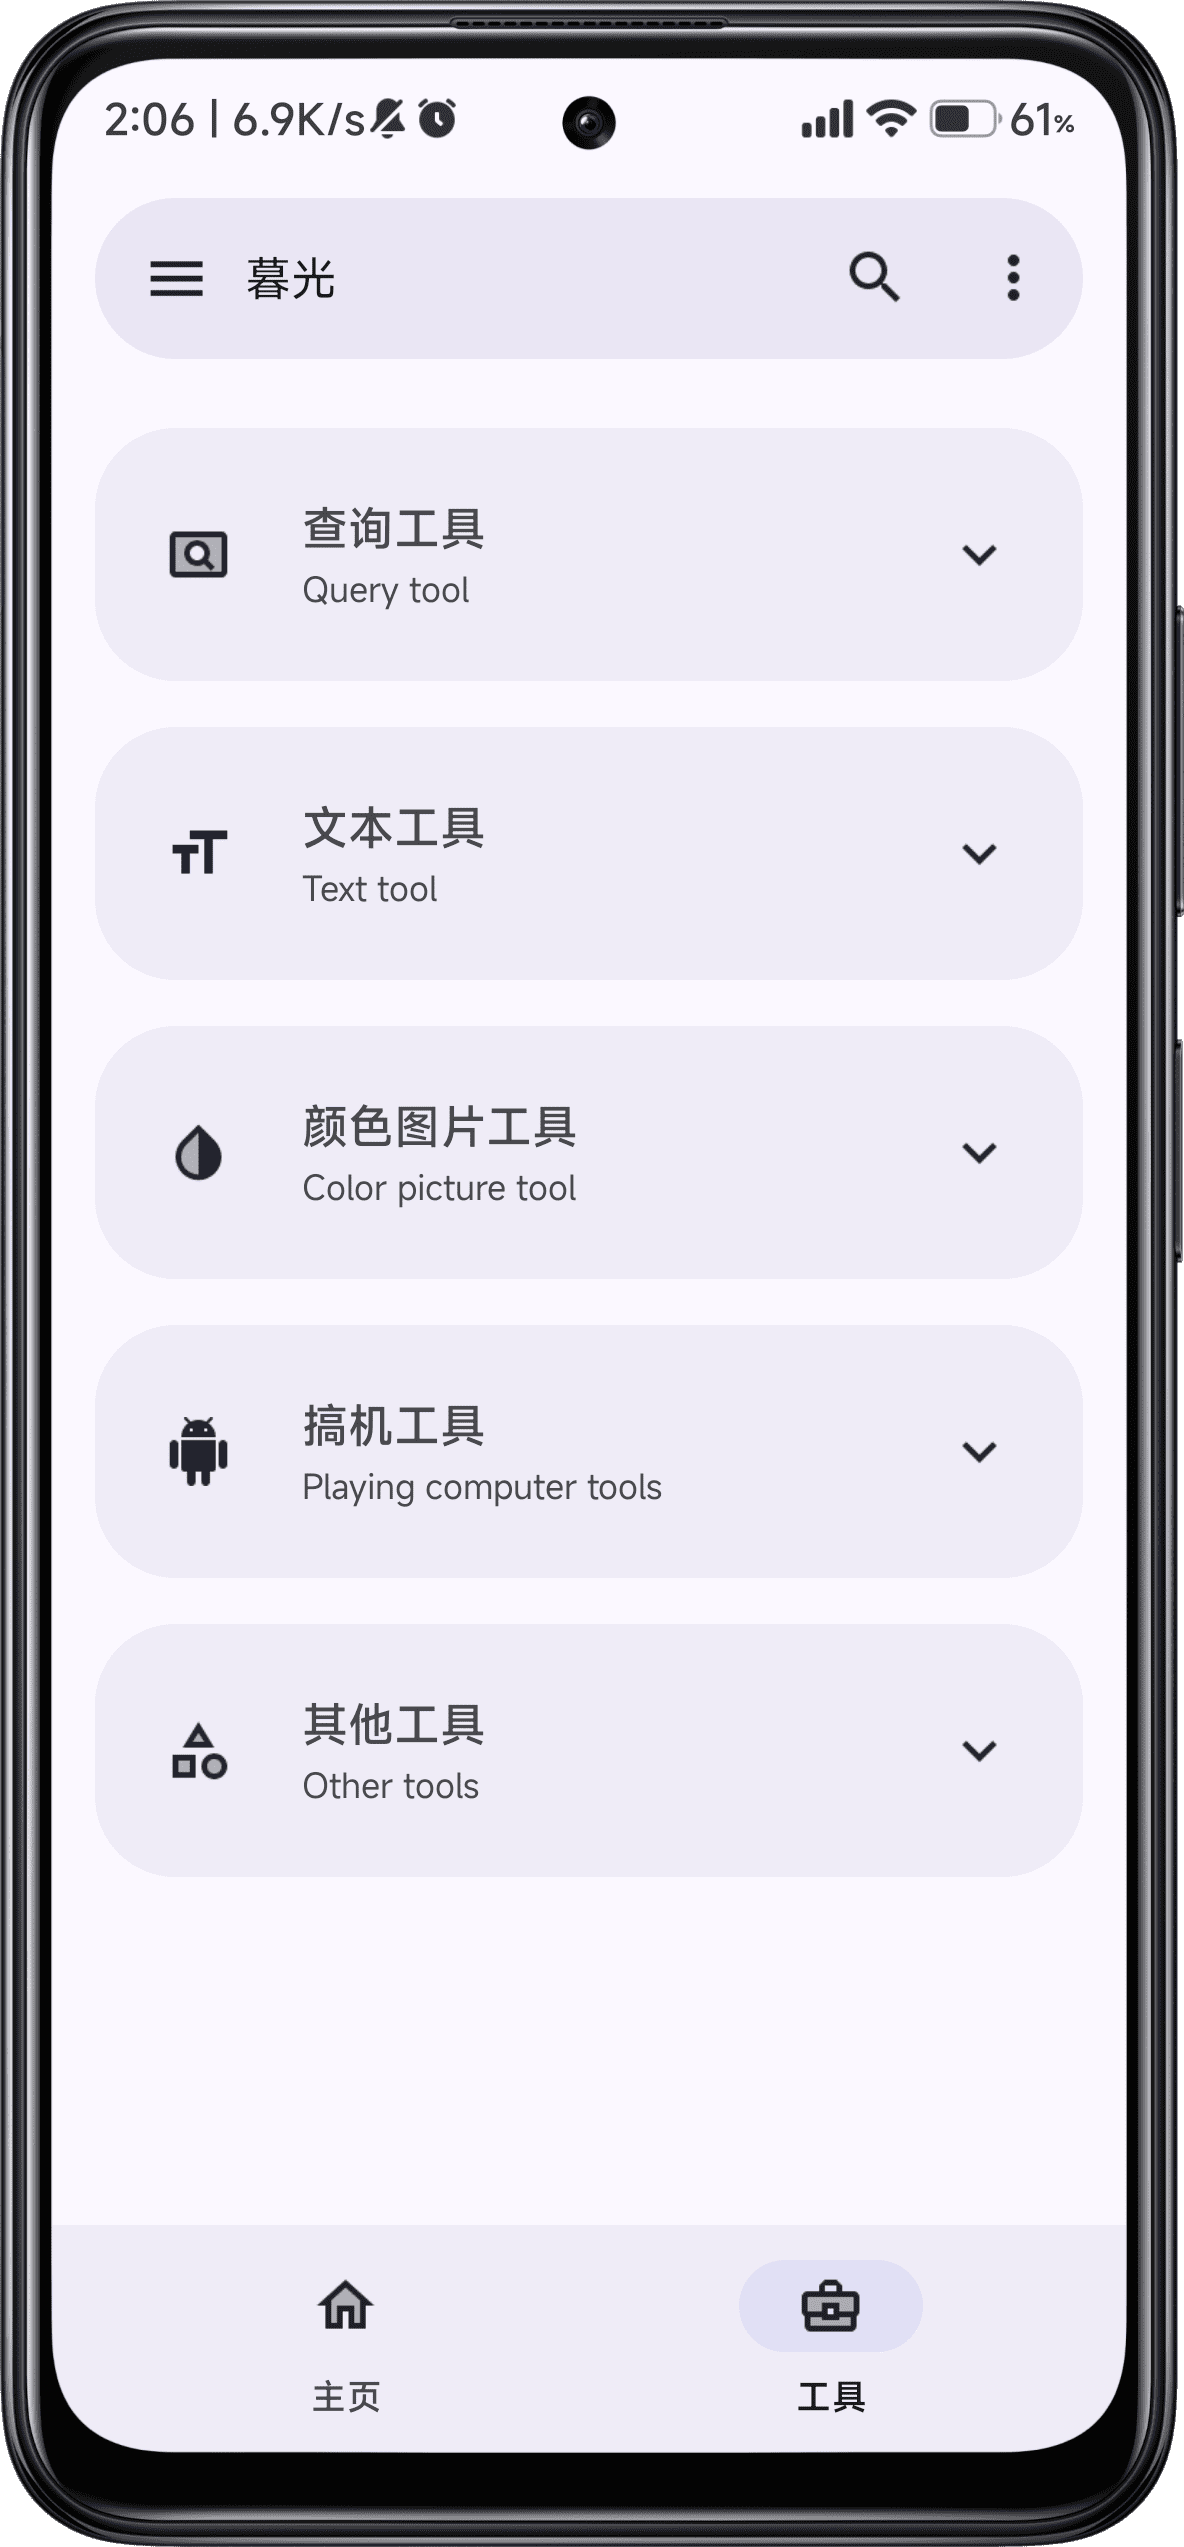 2:06 | 6.9K/s
61%
暮光
查询工具
Query tool
文本工具
Text tool
颜色图片工具
Color picture tool
搞机工具
Playing computer tools
其他工具
Other tools
主页
工具